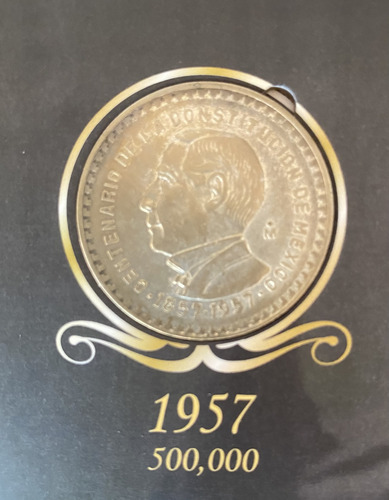 CENTENARIO DE LA CONSTITUCION DE MEXICO
· 1857-1957 ·
1957
500,000